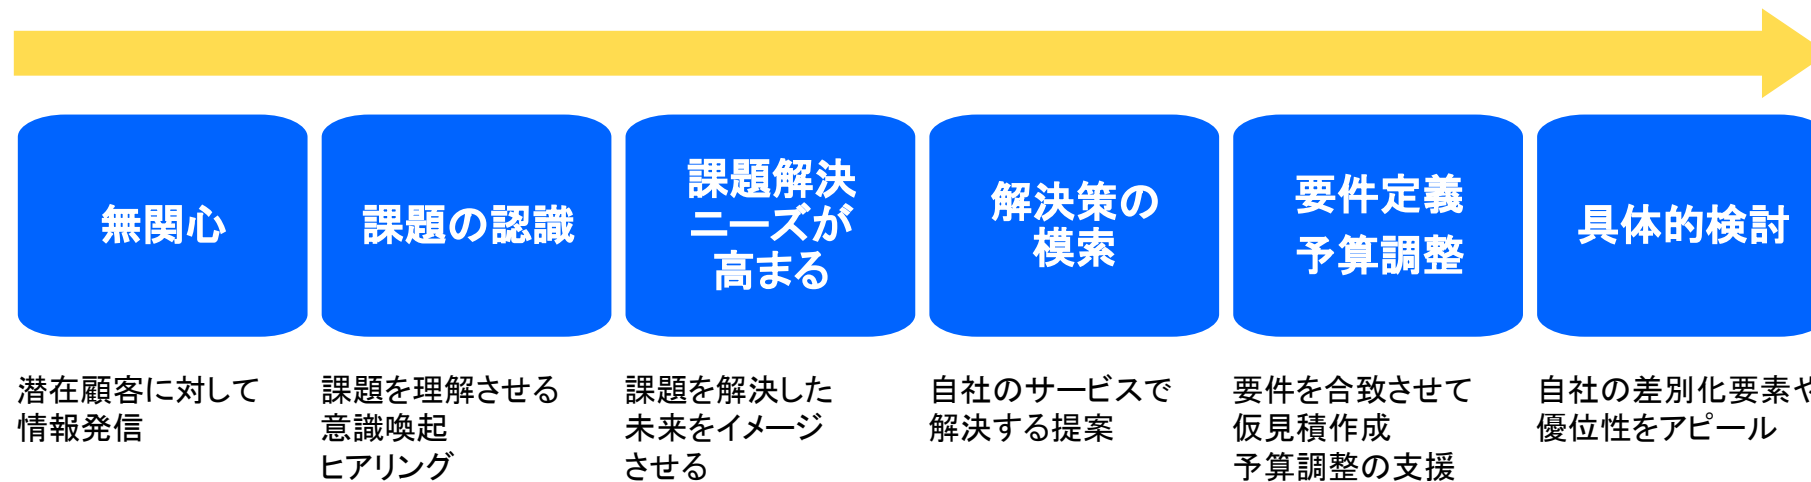 無関心
課題の認識
課題解決
ニーズが
高まる
解決策の
模索
要件定義
予算調整
具体的検討
潜在顧客に対して
情報発信
課題を理解させる
意識喚起
ヒアリング
課題を解決した
未来をイメージ
させる
自社のサービスで
解決する提案
要件を合致させて
仮見積作成
予算調整の支援
自社の差別化要素や
優位性をアピール